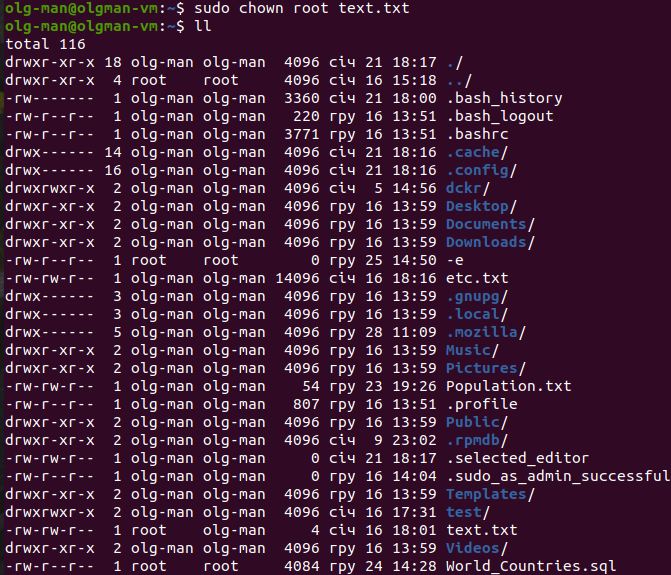 olg-man@olgman-vm:~$ sudo chown root text.txt
olg-man@olgman-vm:~$ ll
total 116
drwxr-xr-x 18 olg-man olg-man  4096 січ 21 18:17 ./
drwxr-xr-x  4 root    root     4096 січ 16 15:18 ../
-rw-------  1 olg-man olg-man  3360 січ 21 18:00 .bash_history
-rw-r--r--  1 olg-man olg-man   220 гру 16 13:51 .bash_logout
-rw-r--r--  1 olg-man olg-man  3771 гру 16 13:51 .bashrc
drwx------ 14 olg-man olg-man  4096 січ 21 18:16 .cache/
drwx------ 16 olg-man olg-man  4096 січ 21 18:16 .config/
drwxrwxr-x  2 olg-man olg-man  4096 січ  5 14:56 dckr/
drwxr-xr-x  2 olg-man olg-man  4096 гру 16 13:59 Desktop/
drwxr-xr-x  2 olg-man olg-man  4096 гру 16 13:59 Documents/
drwxr-xr-x  2 olg-man olg-man  4096 гру 16 13:59 Downloads/
-rw-r--r--  1 root    root        0 гру 25 14:50 -e
-rw-rw-r--  1 olg-man olg-man 14096 січ 16 18:16 etc.txt
drwx------  3 olg-man olg-man  4096 гру 16 13:59 .gnupg/
drwx------  3 olg-man olg-man  4096 гру 16 13:59 .local/
drwx------  5 olg-man olg-man  4096 гру 28 11:09 .mozilla/
drwxr-xr-x  2 olg-man olg-man  4096 гру 16 13:59 Music/
drwxr-xr-x  2 olg-man olg-man  4096 гру 16 13:59 Pictures/
-rw-rw-r--  1 olg-man olg-man    54 гру 23 19:26 Population.txt
-rw-r--r--  1 olg-man olg-man   807 гру 16 13:51 .profile
drwxr-xr-x  2 olg-man olg-man  4096 гру 16 13:59 Public/
drwxr-xr-x  2 olg-man olg-man  4096 січ  9 23:02 .rpmdb/
-rw-rw-r--  1 olg-man olg-man     0 січ 21 18:17 .selected_editor
-rw-r--r--  1 olg-man olg-man     0 гру 16 14:04 .sudo_as_admin_successful
drwxr-xr-x  2 olg-man olg-man  4096 гру 16 13:59 Templates/
drwxrwxr-x  2 olg-man olg-man  4096 січ 16 17:31 test/
-rw-rw-r--  1 root    olg-man     4 січ 16 18:01 text.txt
drwxr-xr-x  2 olg-man olg-man  4096 гру 16 13:59 Videos/
-rw-r--r--  1 root    root     4084 гру 24 14:28 World_Countries.sql